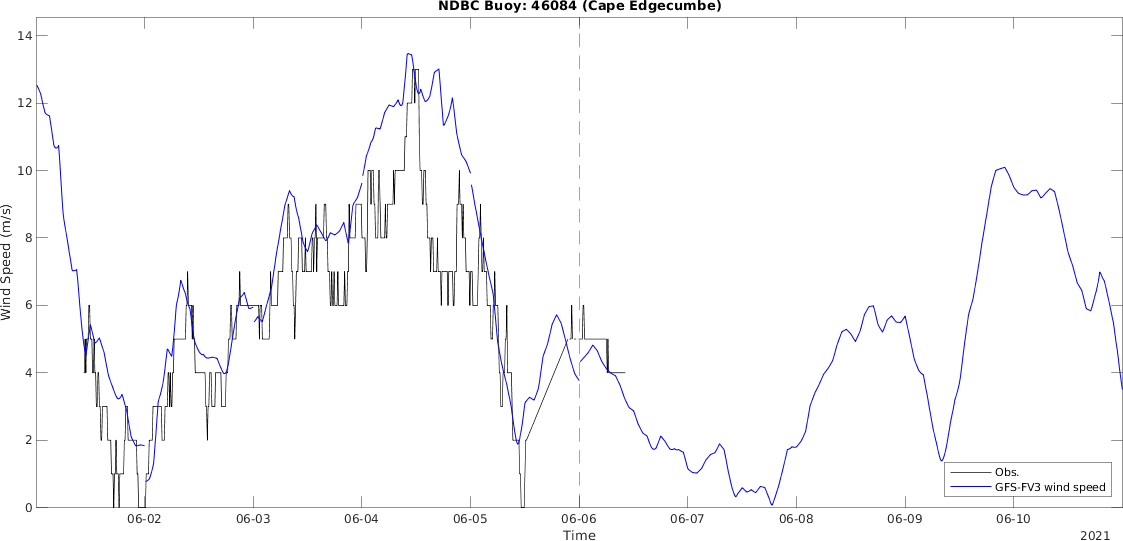 NDBC Buoy: 46084 (Cape Edgecumbe)
Wind Speed (m/s)
14
12
10
8
6
4
2
0
06-02 06-03 06-04 06-05 06-06 06-07 06-08 06-09 06-10
Time
2021
Obs.
GFS-FV3 wind speed